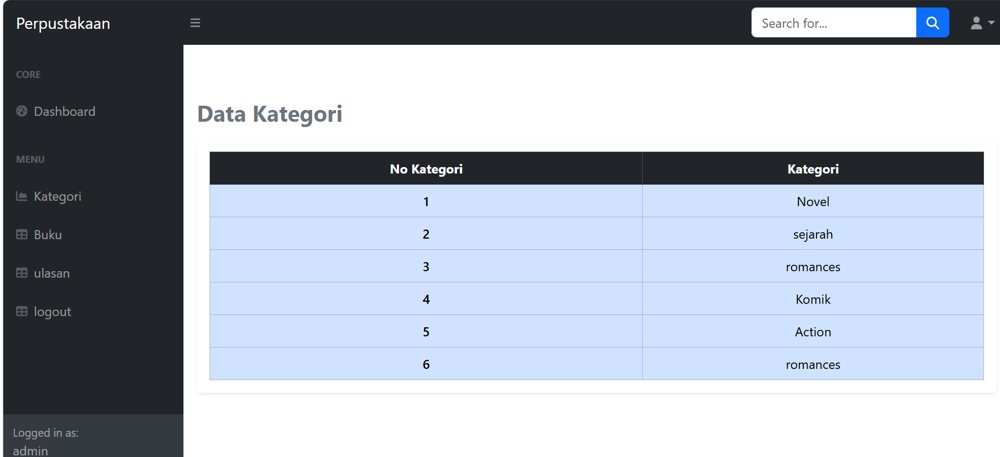 Perpustakaan
Search for...
CORE
Dashboard
MENU
Kategori
Buku
ulasan
logout
Logged in as:
admin
Data Kategori
No Kategori Kategori
1 Novel
2 sejarah
3 romances
4 Komik
5 Action
6 romances